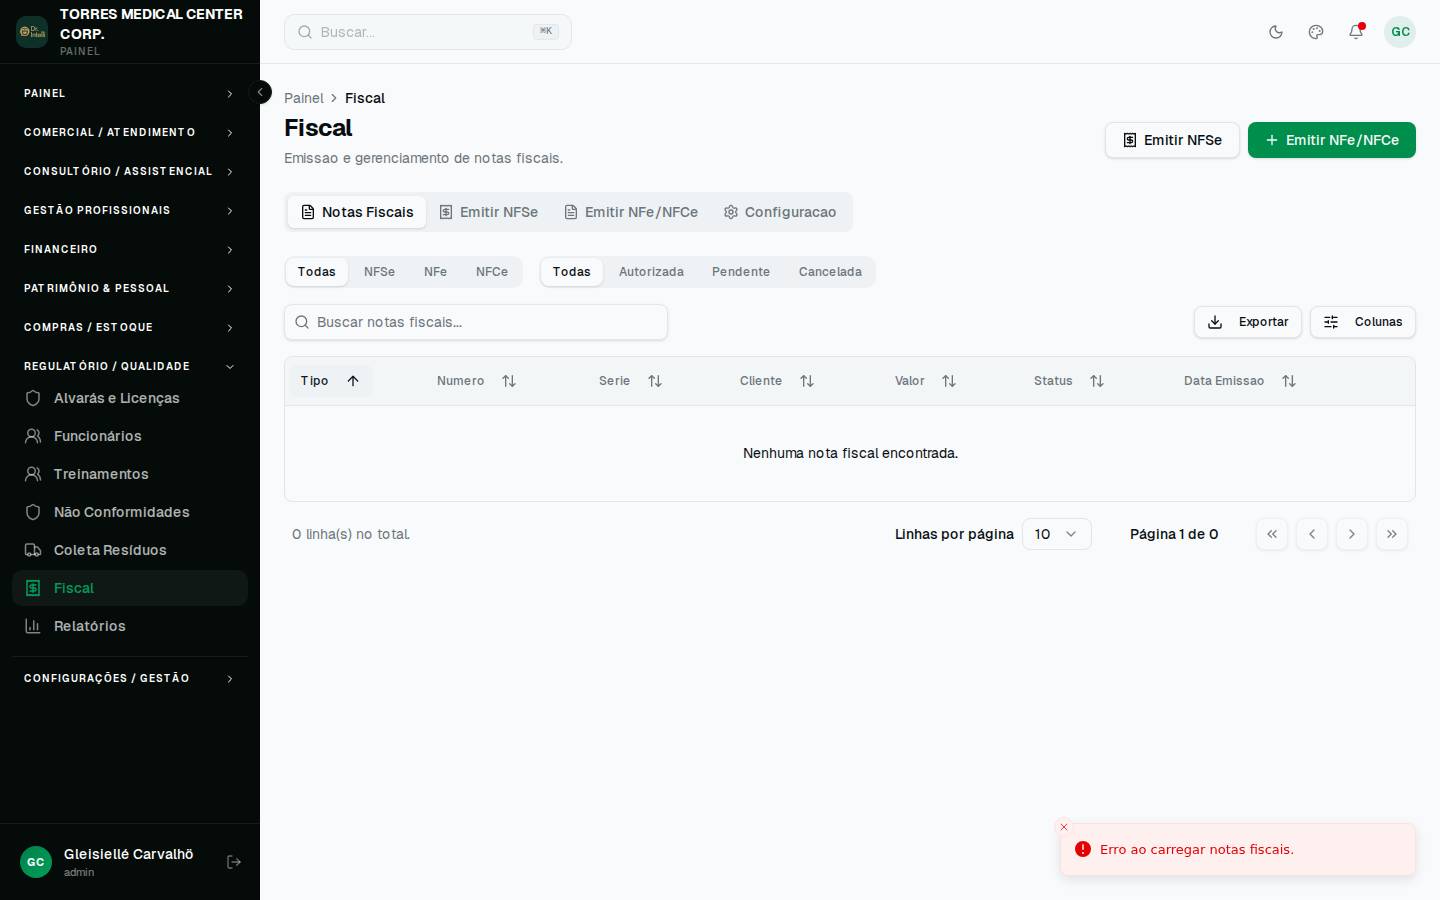 TORRES MEDICAL CENTER
CORP.
PAINEL
Buscar...
⌘K
GC
PAINEL
COMERCIAL / ATENDIMENTO
CONSULTÓRIO / ASSISTENCIAL
GESTÃO PROFISSIONAIS
FINANCEIRO
PATRIMÔNIO & PESSOAL
COMPRAS / ESTOQUE
REGULATÓRIO / QUALIDADE
Alvarás e Licenças
Funcionários
Treinamentos
Não Conformidades
Coleta Resíduos
Fiscal
Relatórios
CONFIGURAÇÕES / GESTÃO
GC
Gleisiellé Carvalhö
admin
Painel > Fiscal
Fiscal
Emissao e gerenciamento de notas fiscais.
Emitir NFSe
Emitir NFe/NFCe
Notas Fiscais Emitir NFSe Emitir NFe/NFCe Configuracao
Todas NFSe NFe NFCe Todas Autorizada Pendente Cancelada
Buscar notas fiscais...
Exportar Colunas
Tipo Numero Serie Cliente Valor Status Data Emissao
Nenhuma nota fiscal encontrada.
0 linha(s) no total.
Linhas por página 10 Página 1 de 0
Erro ao carregar notas fiscais.